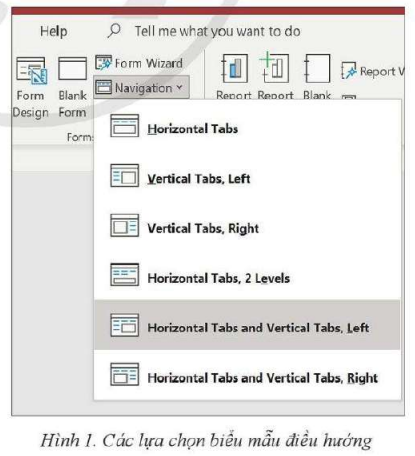 Help Tell me what you want to do
Form Wizard
Navigation
Report
Form Blank
Design Form
Report Report Blank
Form
Horizontal Tabs
Vertical Tabs, Left
Vertical Tabs, Right
Horizontal Tabs, 2 Levels
Horizontal Tabs and Vertical Tabs, Left
Horizontal Tabs and Vertical Tabs, Right
Hình 1. Các lựa chọn biểu mẫu điều hướng